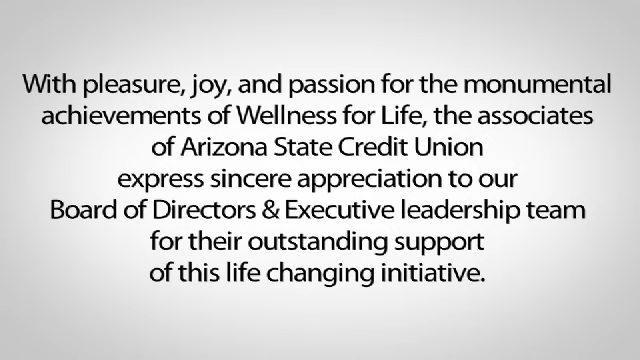 With pleasure, joy, and passion for the monumental
achievements of Wellness for Life, the associates
of Arizona State Credit Union
express sincere appreciation to our
Board of Directors & Executive leadership team
for their outstanding support
of this life changing initiative.